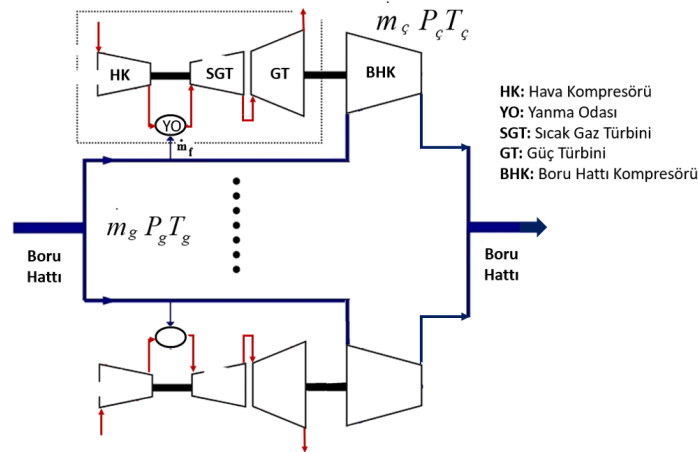 ṁç Pç Tç
HK
SGT
GT
BHK
YO
ṁf
HK: Hava Kompresörü
YO: Yanma Odası
SGT: Sıcak Gaz Türbini
GT: Güç Türbini
BHK: Boru Hattı Kompresörü
ṁg Pg Tg
Boru
Hattı
Boru
Hattı